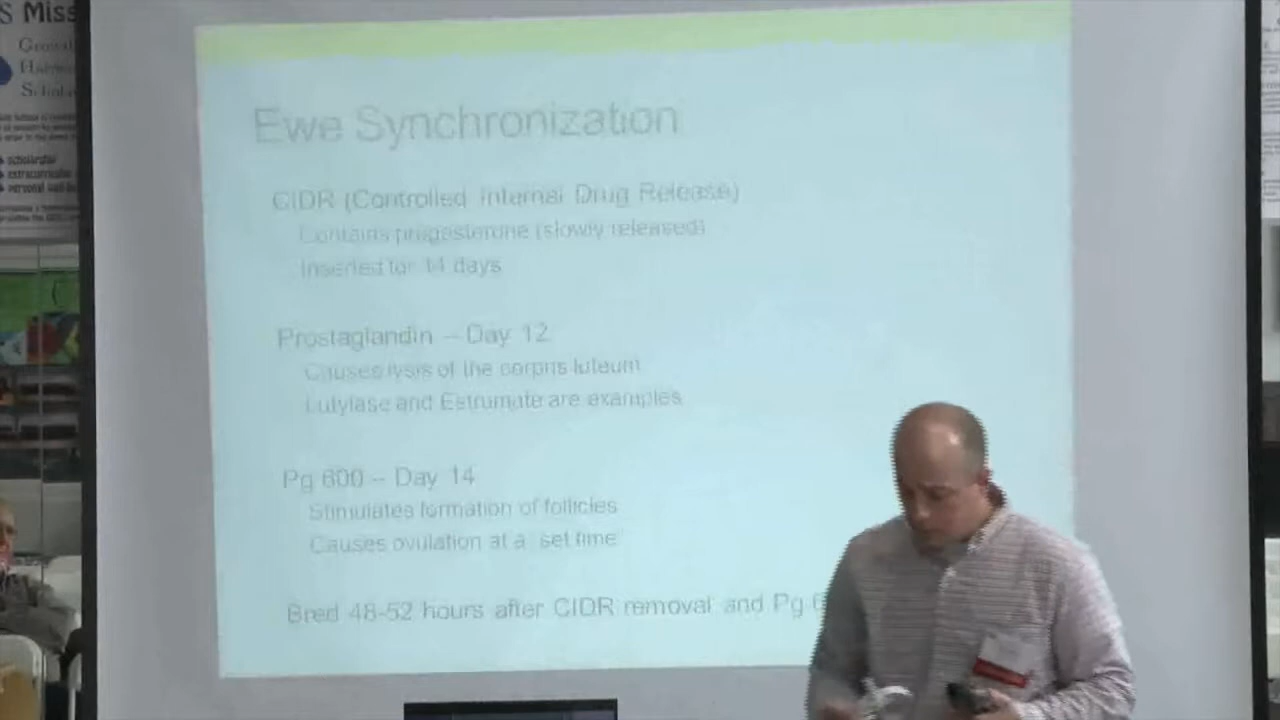 S Miss
Ewe Synchronization
CIDR (Controlled Internal Drug Release)
Contains progesterone (slowly released)
Inserted for 14 days
Prostaglandin – Day 12
Causes lysis of the corpus luteum
Lutylase and Estrumate are examples
Pg 600 – Day 14
Stimulates formation of follicles
Causes ovulation at a set time
Bred 48-52 hours after CIDR removal and Pg